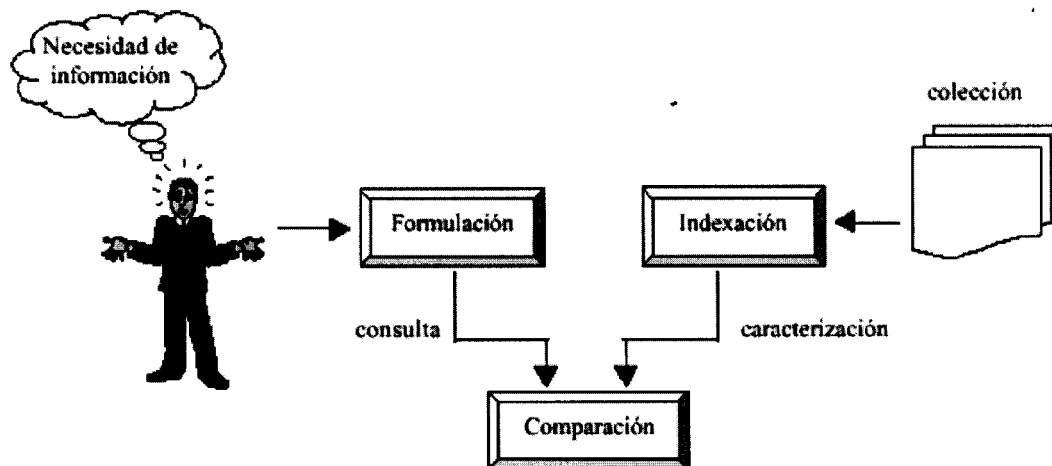 Necesidad de
información
colección
Formulación
Indexación
consulta
caracterización
Comparación